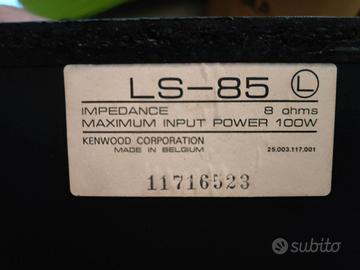 LS-85 L
IMPEDANCE 8 ohms
MAXIMUM INPUT POWER 100W
KENWOOD CORPORATION
MADE IN BELGIUM 25.003.117.001
11716523
subito